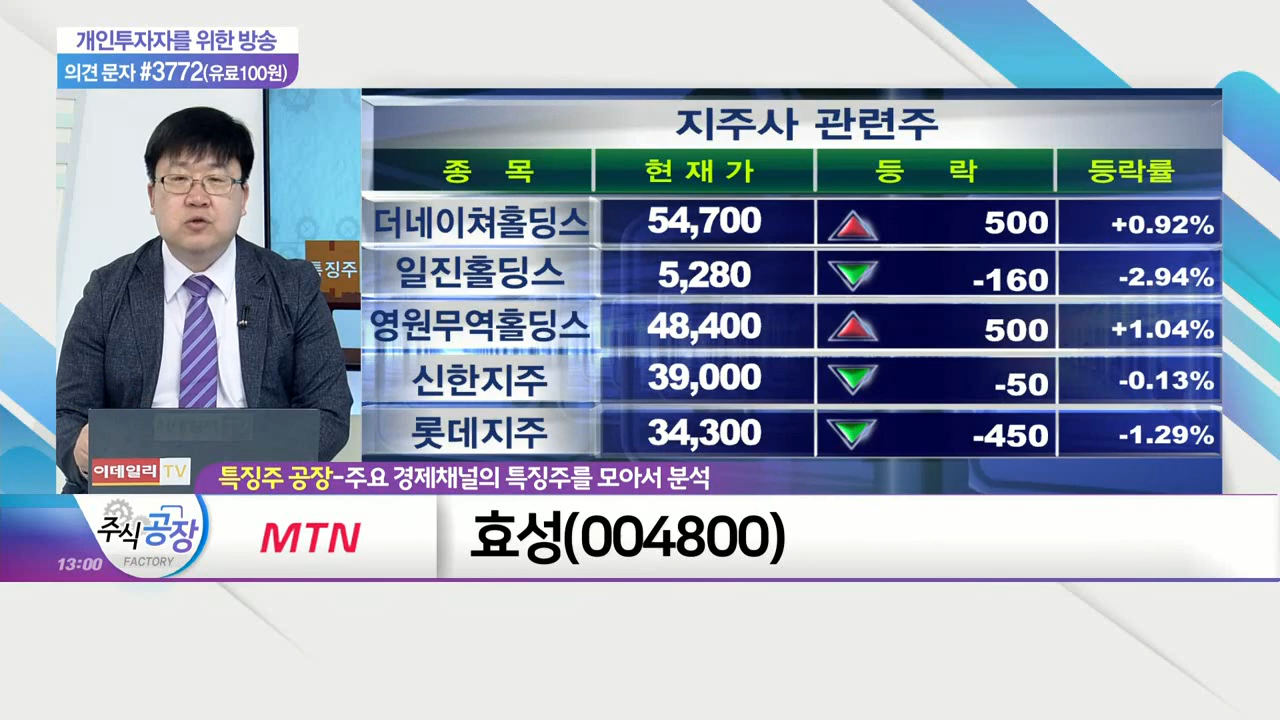 개인투자자를 위한 방송
의견 문자 #3772(유료100원)
특징주
지주사 관련주
종 목 현 재 가 등 락 등락률
더네이쳐홀딩스 54,700 500 +0.92%
일진홀딩스 5,280 -160 -2.94%
영원무역홀딩스 48,400 500 +1.04%
신한지주 39,000 -50 -0.13%
롯데지주 34,300 -450 -1.29%
이데일리 TV
특징주 공장-주요 경제채널의 특징주를 모아서 분석
주식공장
FACTORY
13:00
MTN
효성(004800)